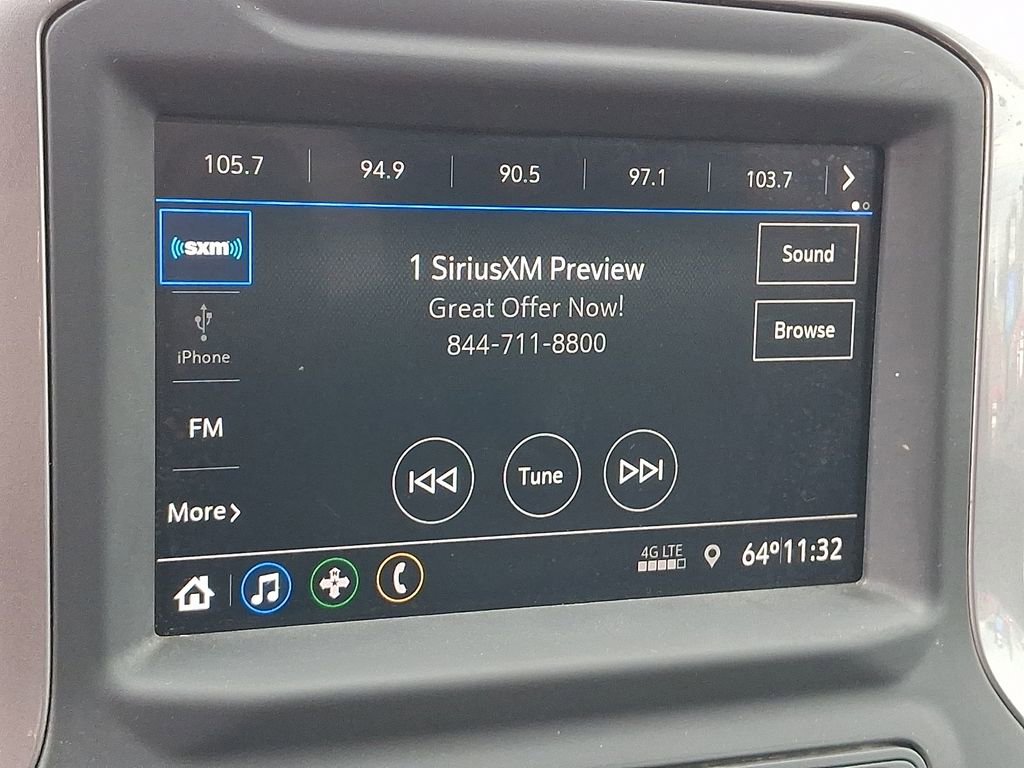 105.7 94.9 90.5 97.1 103.7
sxm
1 SiriusXM Preview
Great Offer Now!
844-711-8800
Sound
Browse
iPhone
FM
More
Tune
4G LTE
64° 11:32